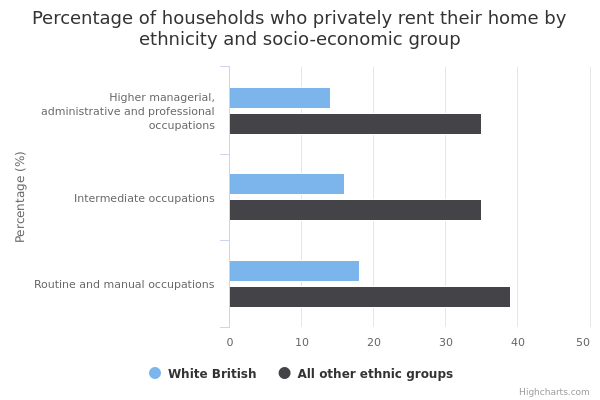 Percentage of households who privately rent their home by
ethnicity and socio-economic group
Percentage (%)
Higher managerial,
administrative and professional
occupations
Intermediate occupations
Routine and manual occupations
0 10 20 30 40 50
White British All other ethnic groups
Highcharts.com